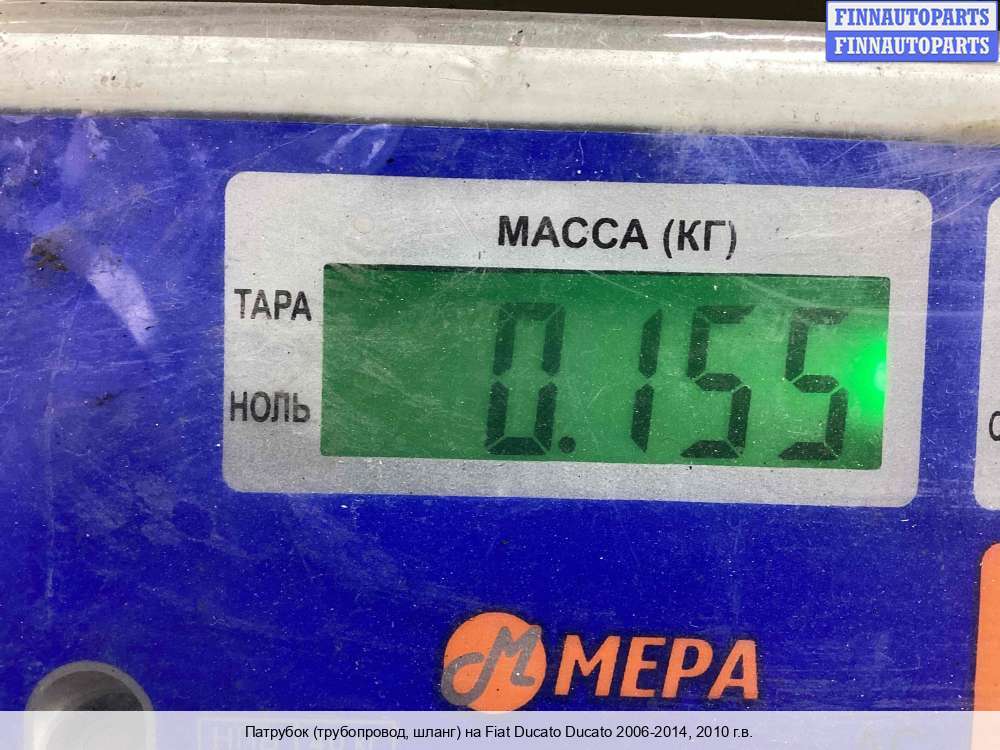 FINNAUTOPARTS
FINNAUTOPARTS
МАССА (КГ)
ТАРА
0.155
НОЛЬ
МЕРА
Патрубок (трубопровод, шланг) на Fiat Ducato Ducato 2006-2014, 2010 г.в.